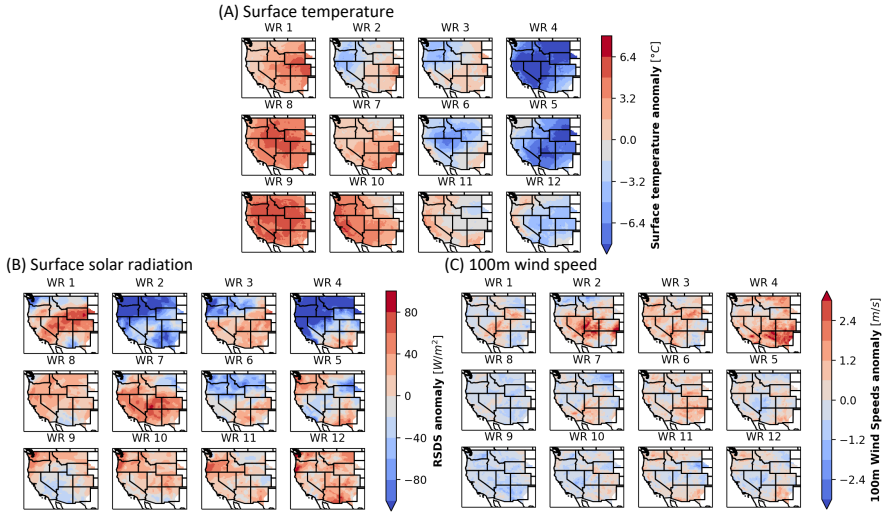 (A) Surface temperature
WR 1 WR 2 WR 3 WR 4
WR 8 WR 7 WR 6 WR 5
WR 9 WR 10 WR 11 WR 12
6.4
3.2
0.0
−3.2
−6.4
Surface temperature anomaly [°C]
(B) Surface solar radiation
WR 1 WR 2 WR 3 WR 4
WR 8 WR 7 WR 6 WR 5
WR 9 WR 10 WR 11 WR 12
80
40
0
−40
−80
RSDS anomaly [W/m²]
(C) 100m wind speed
WR 1 WR 2 WR 3 WR 4
WR 8 WR 7 WR 6 WR 5
WR 9 WR 10 WR 11 WR 12
2.4
1.2
0.0
−1.2
−2.4
100m Wind Speeds anomaly [m/s]